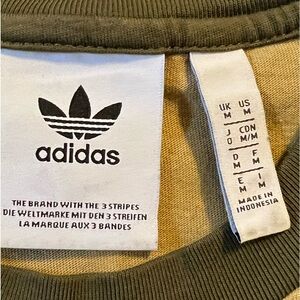 adidas
THE BRAND WITH THE 3 STRIPES
DIE WELTMARKE MIT DEN 3 STREIFEN
LA MARQUE AUX 3 BANDES
UK US
M M
J CDN
O M/M
D F
M M
E I
M M
MADE IN
INDONESIA